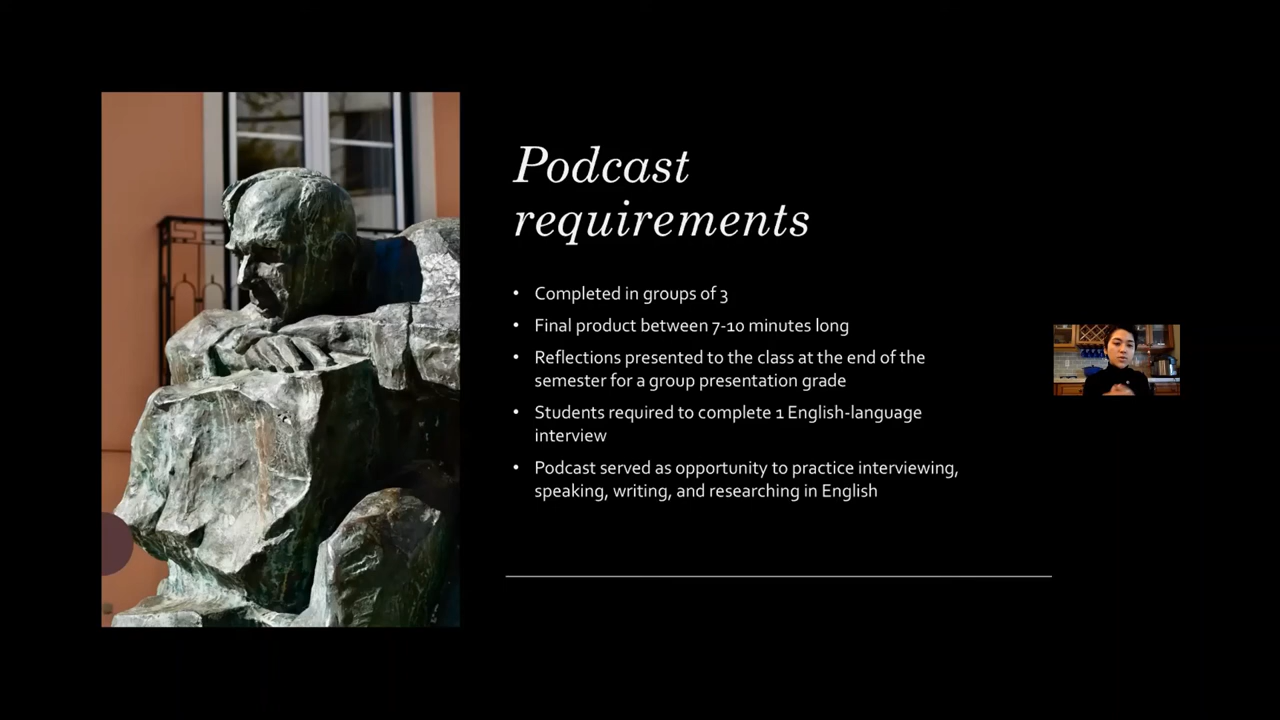 Podcast
requirements
• Completed in groups of 3
• Final product between 7-10 minutes long
• Reflections presented to the class at the end of the
semester for a group presentation grade
• Students required to complete 1 English-language
interview
• Podcast served as opportunity to practice interviewing,
speaking, writing, and researching in English